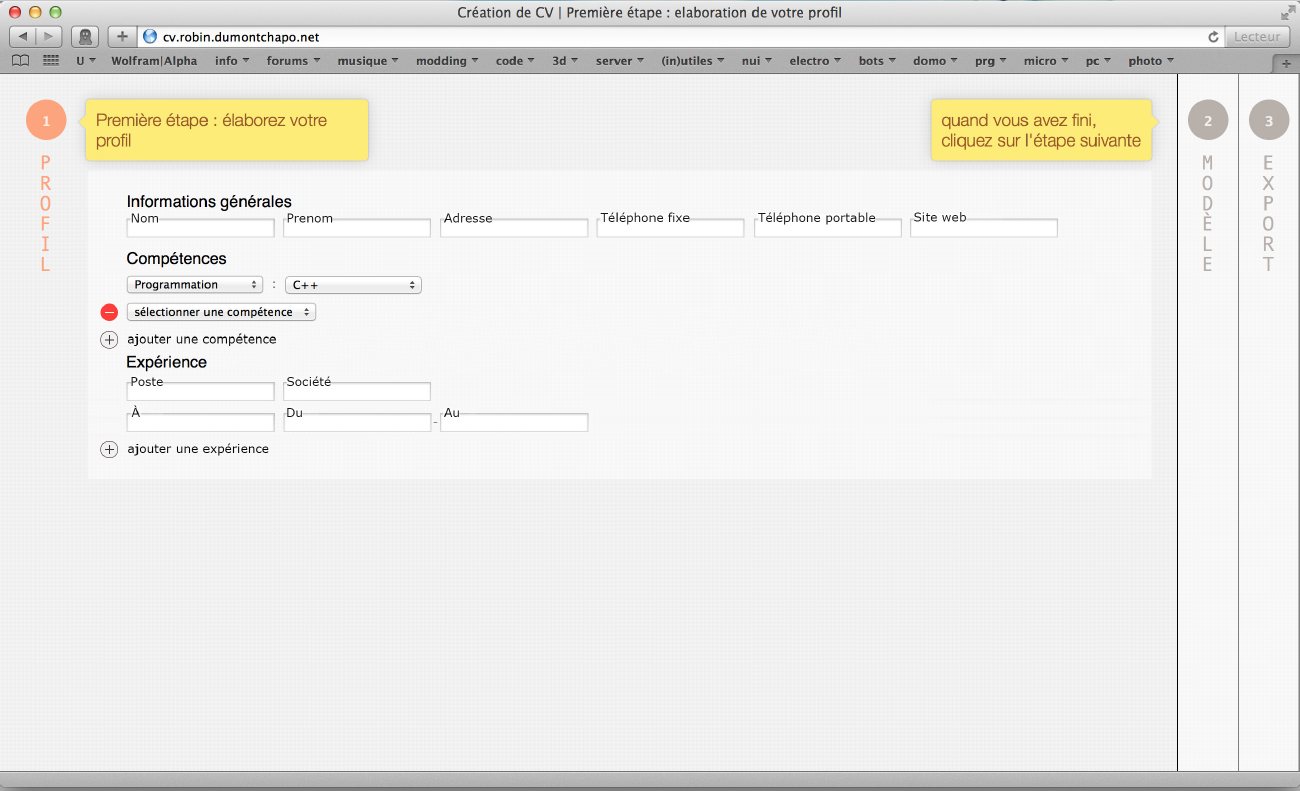 Création de CV | Première étape : elaboration de votre profil
cv.robin.dumontchapo.net
Lecteur
U Wolfram|Alpha info forums musique modding code 3d server (in)utiles nui electro bots domo prg micro pc photo
1
Première étape : élaborez votre
profil
quand vous avez fini,
cliquez sur l'étape suivante
2
3
PROFIL
MODÈLE
EXPORT
Informations générales
Nom Prenom Adresse Téléphone fixe Téléphone portable Site web
Compétences
Programmation : C++
sélectionner une compétence
ajouter une compétence
Expérience
Poste Société
À Du - Au
ajouter une expérience